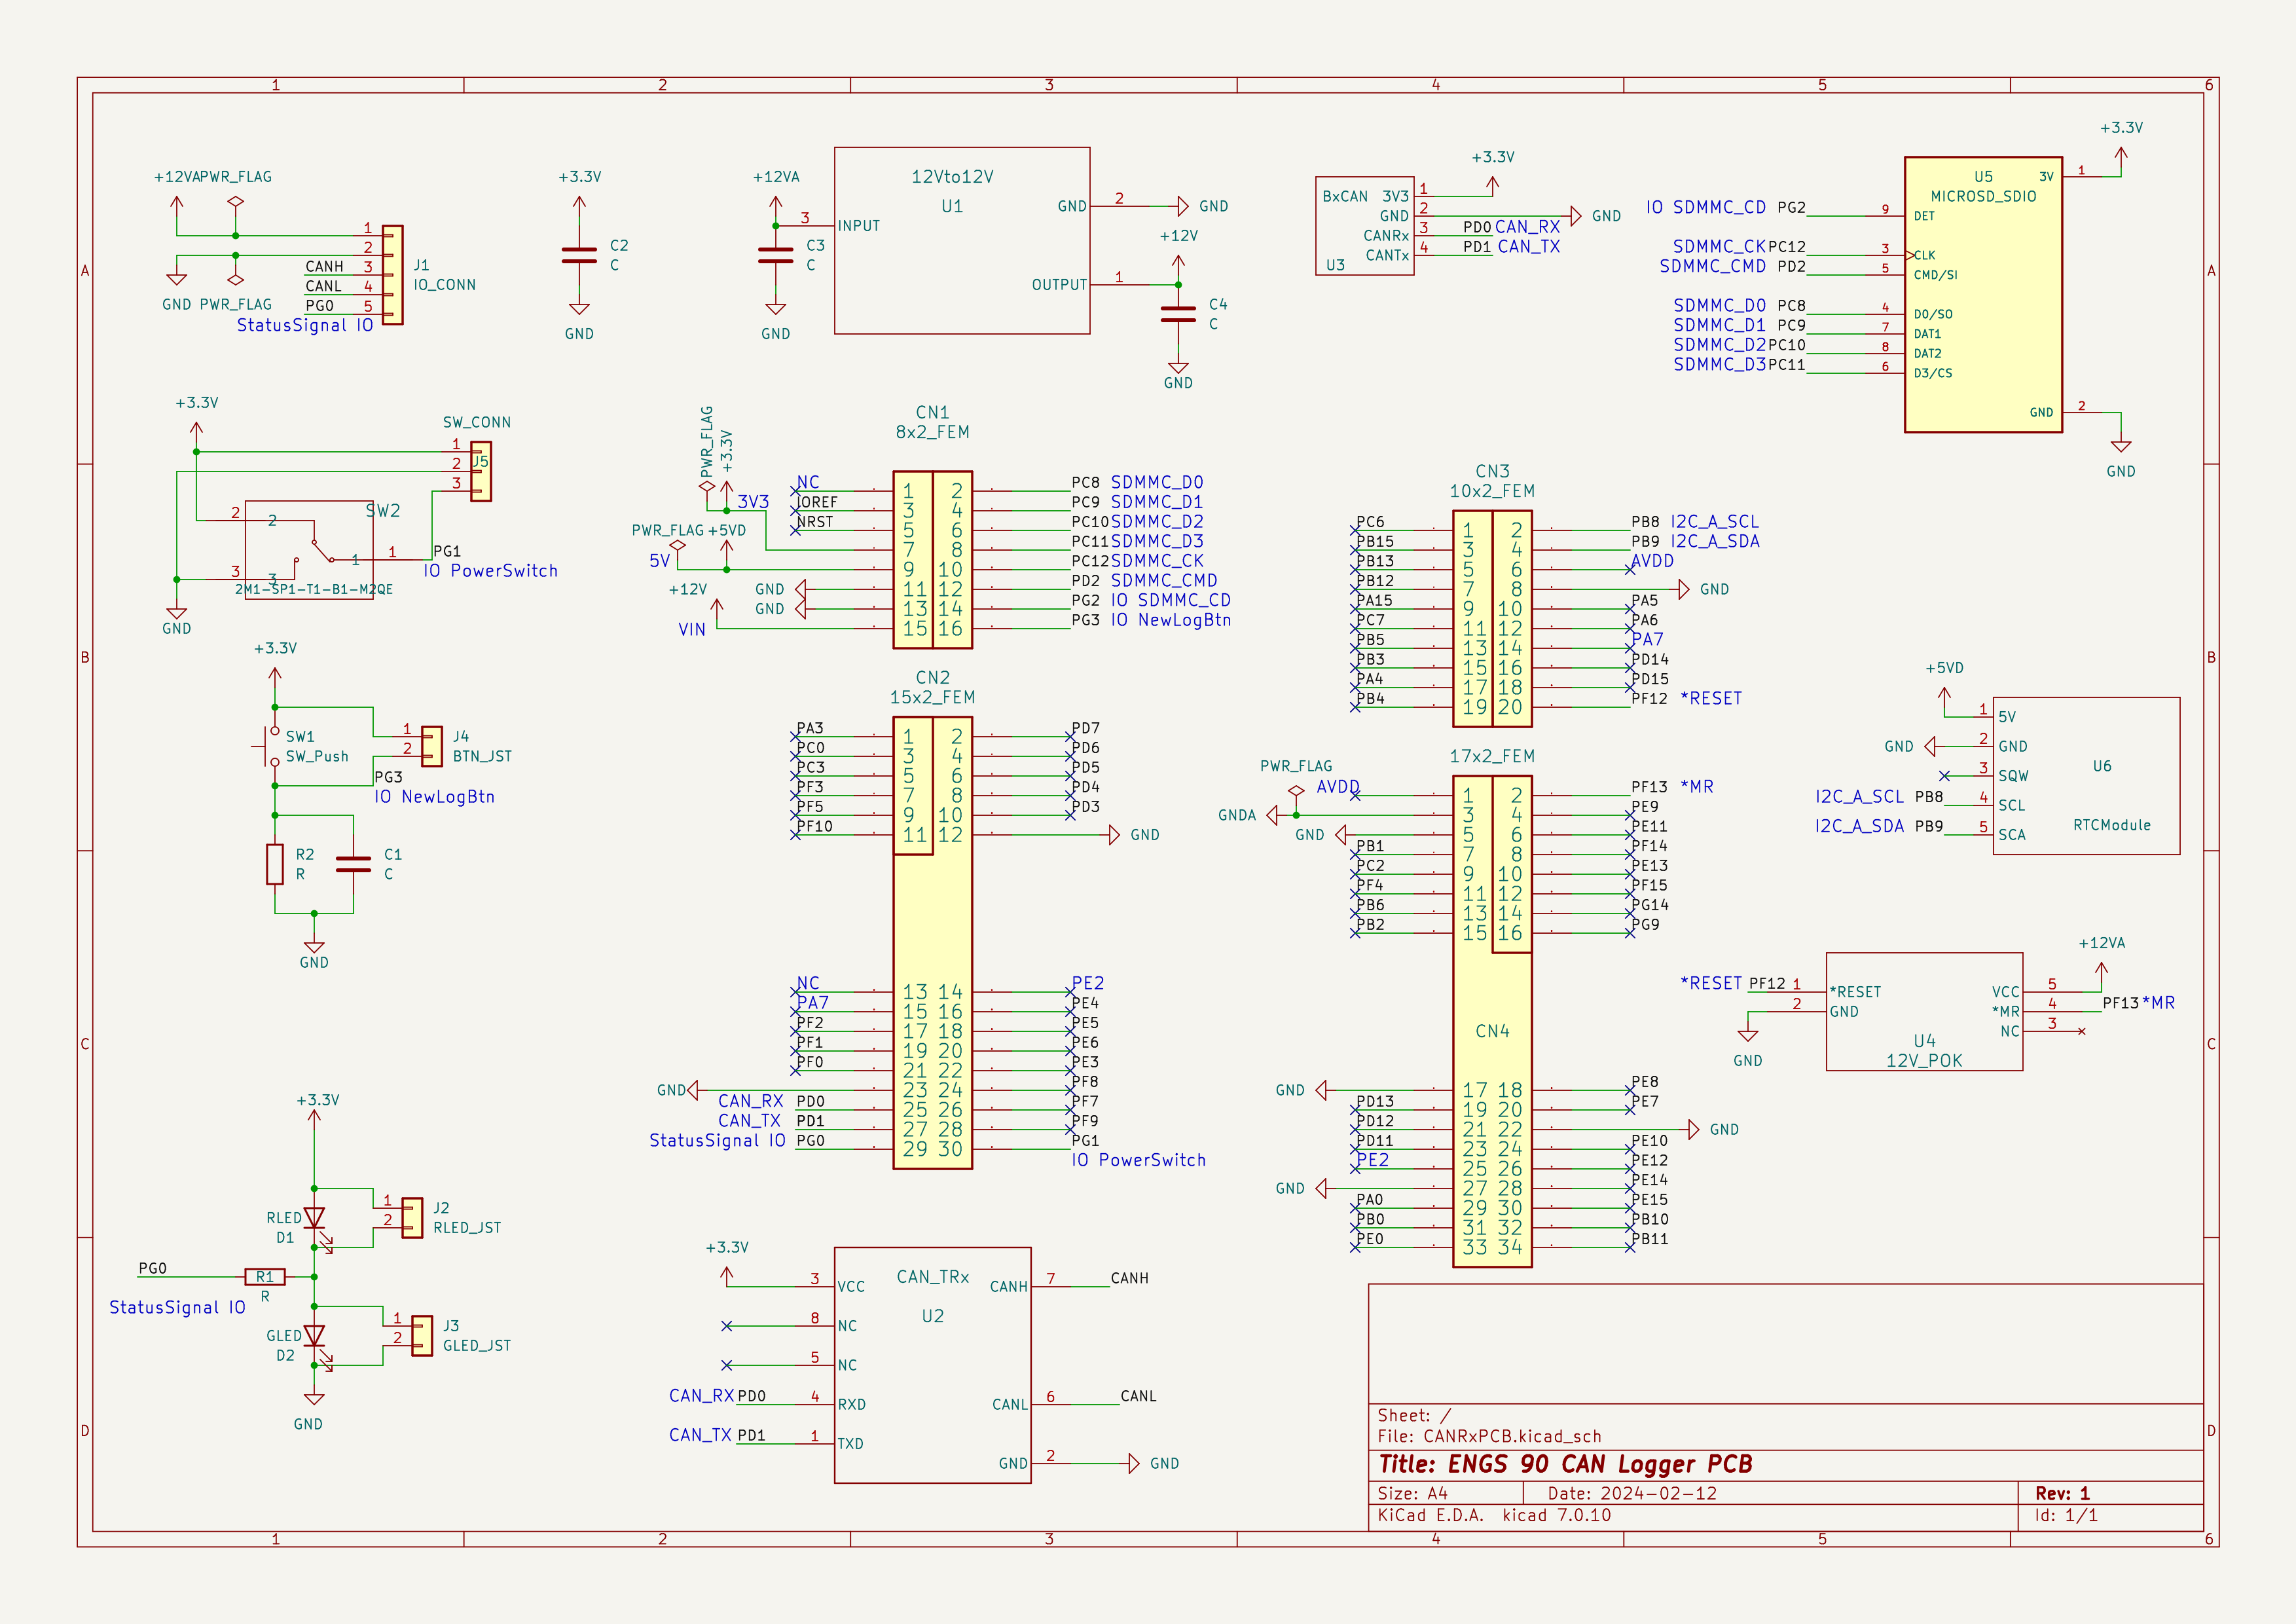 1 2 3 4 5 6
A A
B B
C C
D D
1 2 3 4 5 6
+12VA
PWR_FLAG
1
2
CANH 3
CANL 4
PG0 5
J1
IO_CONN
GND PWR_FLAG
StatusSignal IO
+3.3V
C2
C
GND
+12VA
3 INPUT
C3
C
GND
12Vto12V
U1
GND 2 GND
+12V
OUTPUT 1
C4
C
GND
+3.3V
BxCAN 3V3 1
GND 2 GND
CANRx 3 PD0 CAN_RX
CANTx 4 PD1 CAN_TX
U3
+3.3V
U5
MICROSD_SDIO
3V 1
IO SDMMC_CD PG2 9 DET
SDMMC_CK PC12 3 CLK
SDMMC_CMD PD2 5 CMD/SI
SDMMC_D0 PC8 4 D0/SO
SDMMC_D1 PC9 7 DAT1
SDMMC_D2 PC10 8 DAT2
SDMMC_D3 PC11 6 D3/CS
GND 2
GND
+3.3V
SW_CONN
1
2
3
J5
SW2
2 2
1 1
3 3
PG1
IO PowerSwitch
2M1-SP1-T1-B1-M2QE
GND
+3.3V
SW1
SW_Push
1
2
J4
BTN_JST
PG3
IO NewLogBtn
R2
R
C1
C
GND
+3.3V
RLED
D1
1
2
J2
RLED_JST
PG0
R1
R
StatusSignal IO
GLED
D2
1
2
J3
GLED_JST
GND
CN1
8x2_FEM
PWR_FLAG
+3.3V
3V3
PWR_FLAG +5VD
5V
+12V
VIN
NC 1 2 PC8 SDMMC_D0
IOREF 3 4 PC9 SDMMC_D1
NRST 5 6 PC10 SDMMC_D2
7 8 PC11 SDMMC_D3
9 10 PC12 SDMMC_CK
GND 11 12 PD2 SDMMC_CMD
GND 13 14 PG2 IO SDMMC_CD
15 16 PG3 IO NewLogBtn
CN2
15x2_FEM
PA3 1 2 PD7
PC0 3 4 PD6
PC3 5 6 PD5
PF3 7 8 PD4
PF5 9 10 PD3
PF10 11 12 GND
NC 13 14 PE2
PA7 15 16 PE4
PF2 17 18 PE5
PF1 19 20 PE6
PF0 21 22 PE3
GND 23 24 PF8
CAN_RX PD0 25 26 PF7
CAN_TX PD1 27 28 PF9
StatusSignal IO PG0 29 30 PG1
IO PowerSwitch
+3.3V
CAN_TRx
U2
3 VCC
8 NC
5 NC
CAN_RX PD0 4 RXD
CAN_TX PD1 1 TXD
CANH 7 CANH
CANL 6 CANL
GND 2 GND
CN3
10x2_FEM
PC6 1 2 PB8 I2C_A_SCL
PB15 3 4 PB9 I2C_A_SDA
PB13 5 6 AVDD
PB12 7 8 GND
PA15 9 10 PA5
PC7 11 12 PA6
PB5 13 14 PA7
PB3 15 16 PD14
PA4 17 18 PD15
PB4 19 20 PF12 *RESET
17x2_FEM
PWR_FLAG
AVDD 1 2 PF13 *MR
GNDA 3 4 PE9
GND 5 6 PE11
PB1 7 8 PF14
PC2 9 10 PE13
PF4 11 12 PF15
PB6 13 14 PG14
PB2 15 16 PG9
CN4
GND 17 18 PE8
PD13 19 20 PE7
PD12 21 22 GND
PD11 23 24 PE10
PE2 25 26 PE12
GND 27 28 PE14
PA0 29 30 PE15
PB0 31 32 PB10
PE0 33 34 PB11
+5VD
1 5V
GND 2 GND
3 SQW
I2C_A_SCL PB8 4 SCL
I2C_A_SDA PB9 5 SCA
U6
RTCModule
+12VA
*RESET PF12 1 *RESET
2 GND
GND
VCC 5
*MR 4 PF13 *MR
NC 3
U4
12V_POK
Sheet: /
File: CANRxPCB.kicad_sch
Title: ENGS 90 CAN Logger PCB
Size: A4 Date: 2024-02-12 Rev: 1
KiCad E.D.A. kicad 7.0.10 Id: 1/1